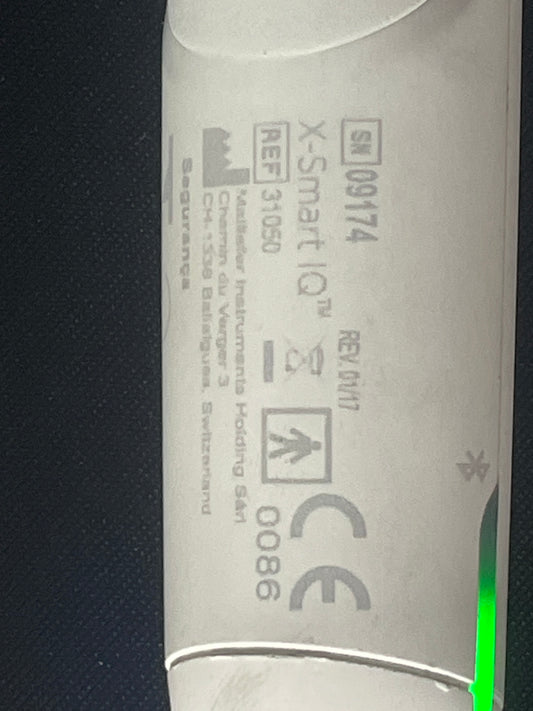 SN 09174
REV. 01/17
X-Smart IQ™
REF 31050
CE
0086
Maillefer Instruments Holding Sàrl
Chemin du Verger 3
CH-1338 Ballaigues, Switzerland
Segurança